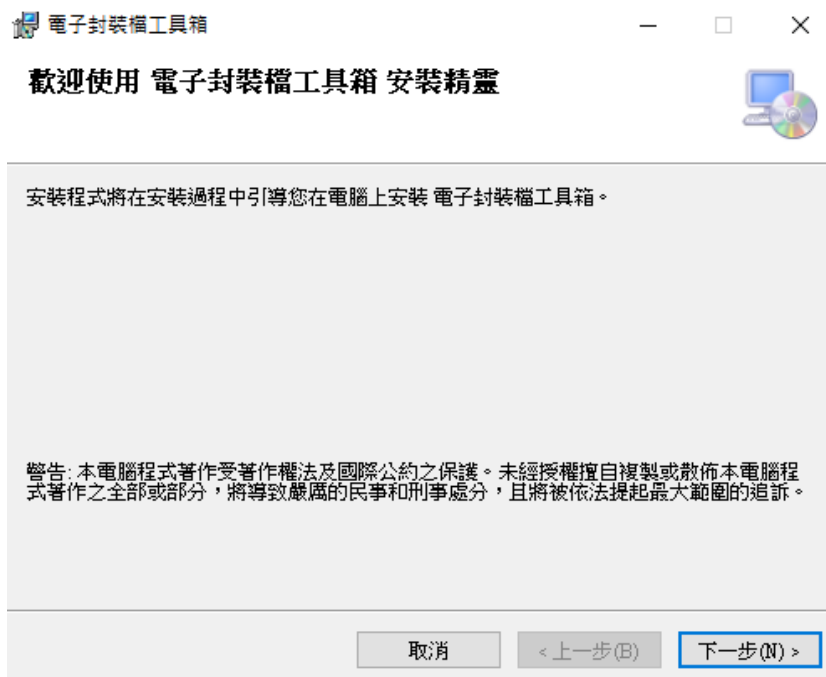 電子封裝檔工具箱
歡迎使用 電子封裝檔工具箱 安裝精靈
安裝程式將在安裝過程中引導您在電腦上安裝 電子封裝檔工具箱。
警告: 本電腦程式著作受著作權法及國際公約之保護。未經授權擅自複製或散佈本電腦程
式著作之全部或部分，將導致嚴厲的民事和刑事處分，且將被依法提起最大範圍的追訴。
取消
<上一步(B)
下一步(N) >